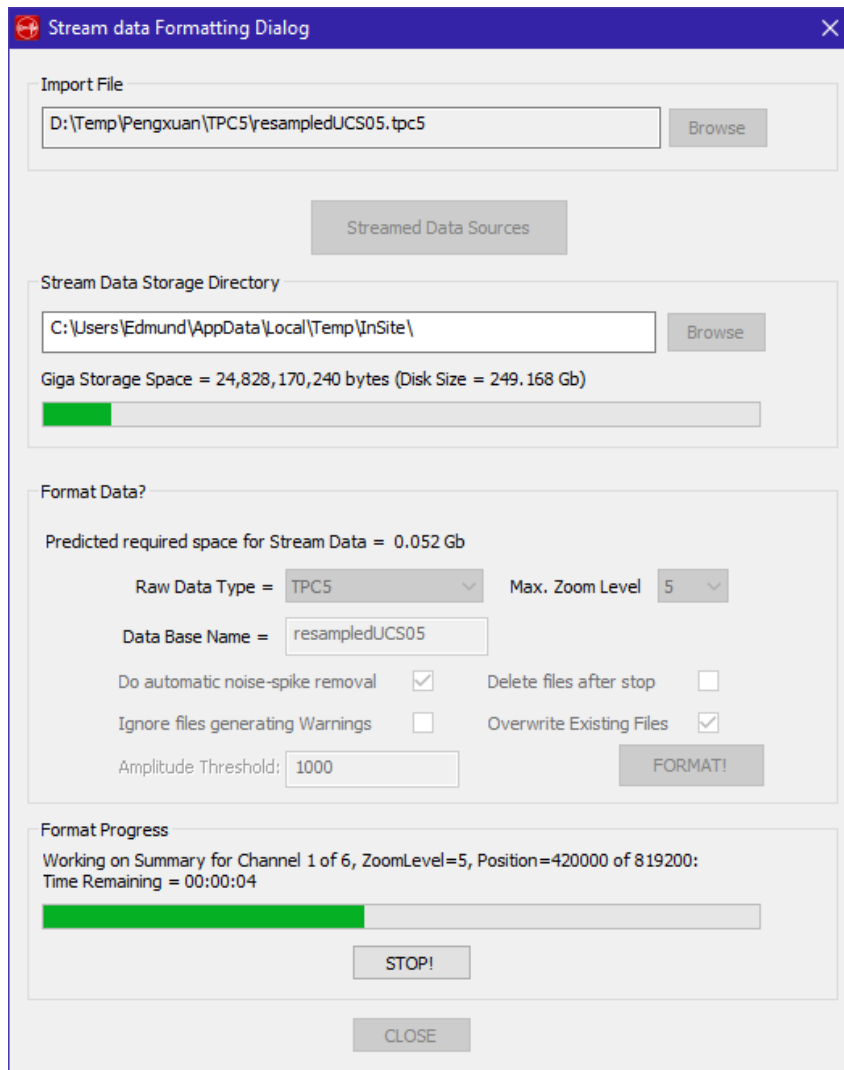 Stream data Formatting Dialog
Import File
D:\Temp\Pengxuan\TPC5\resampledUCS05.tpc5
Browse
Streamed Data Sources
Stream Data Storage Directory
C:\Users\Edmund\AppData\Local\Temp\InSite\
Browse
Giga Storage Space = 24,828,170,240 bytes (Disk Size = 249.168 Gb)
Format Data?
Predicted required space for Stream Data = 0.052 Gb
Raw Data Type = TPC5 Max. Zoom Level 5
Data Base Name = resampledUCS05
Do automatic noise-spike removal Delete files after stop
Ignore files generating Warnings Overwrite Existing Files
Amplitude Threshold: 1000 FORMAT!
Format Progress
Working on Summary for Channel 1 of 6, ZoomLevel=5, Position=420000 of 819200:
Time Remaining = 00:00:04
STOP!
CLOSE